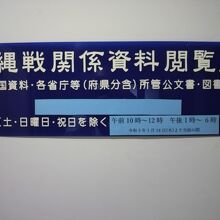 縄戦関係資料閲覧
国資料・各省庁等(府県分含)所管公文書・図書
土・日曜日・祝日を除く 午前10時〜12時 午後1時〜6時